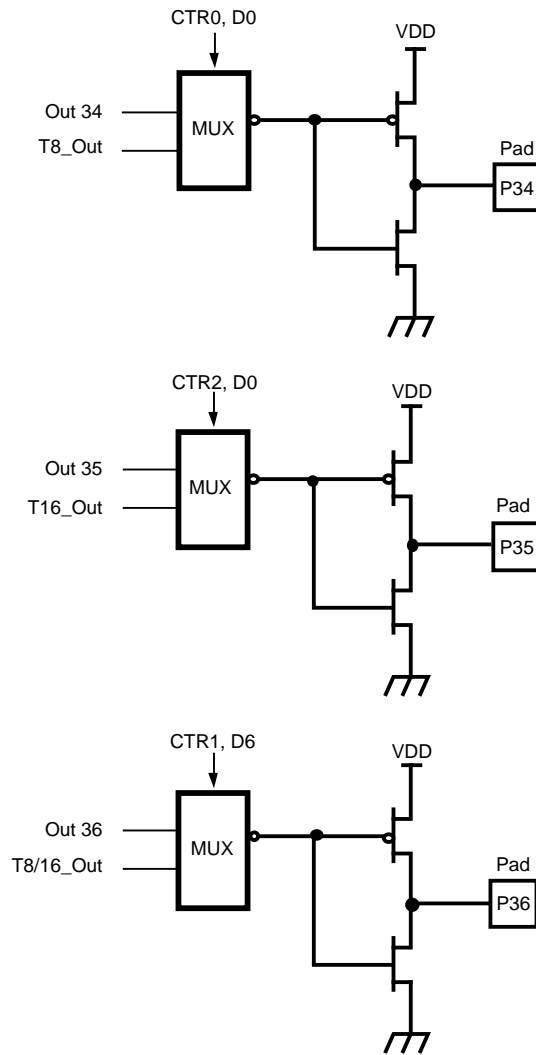 CTR0, D0
VDD
Out 34
MUX
T8_Out
Pad
P34
CTR2, D0
VDD
Out 35
MUX
T16_Out
Pad
P35
CTR1, D6
VDD
Out 36
MUX
T8/16_Out
Pad
P36